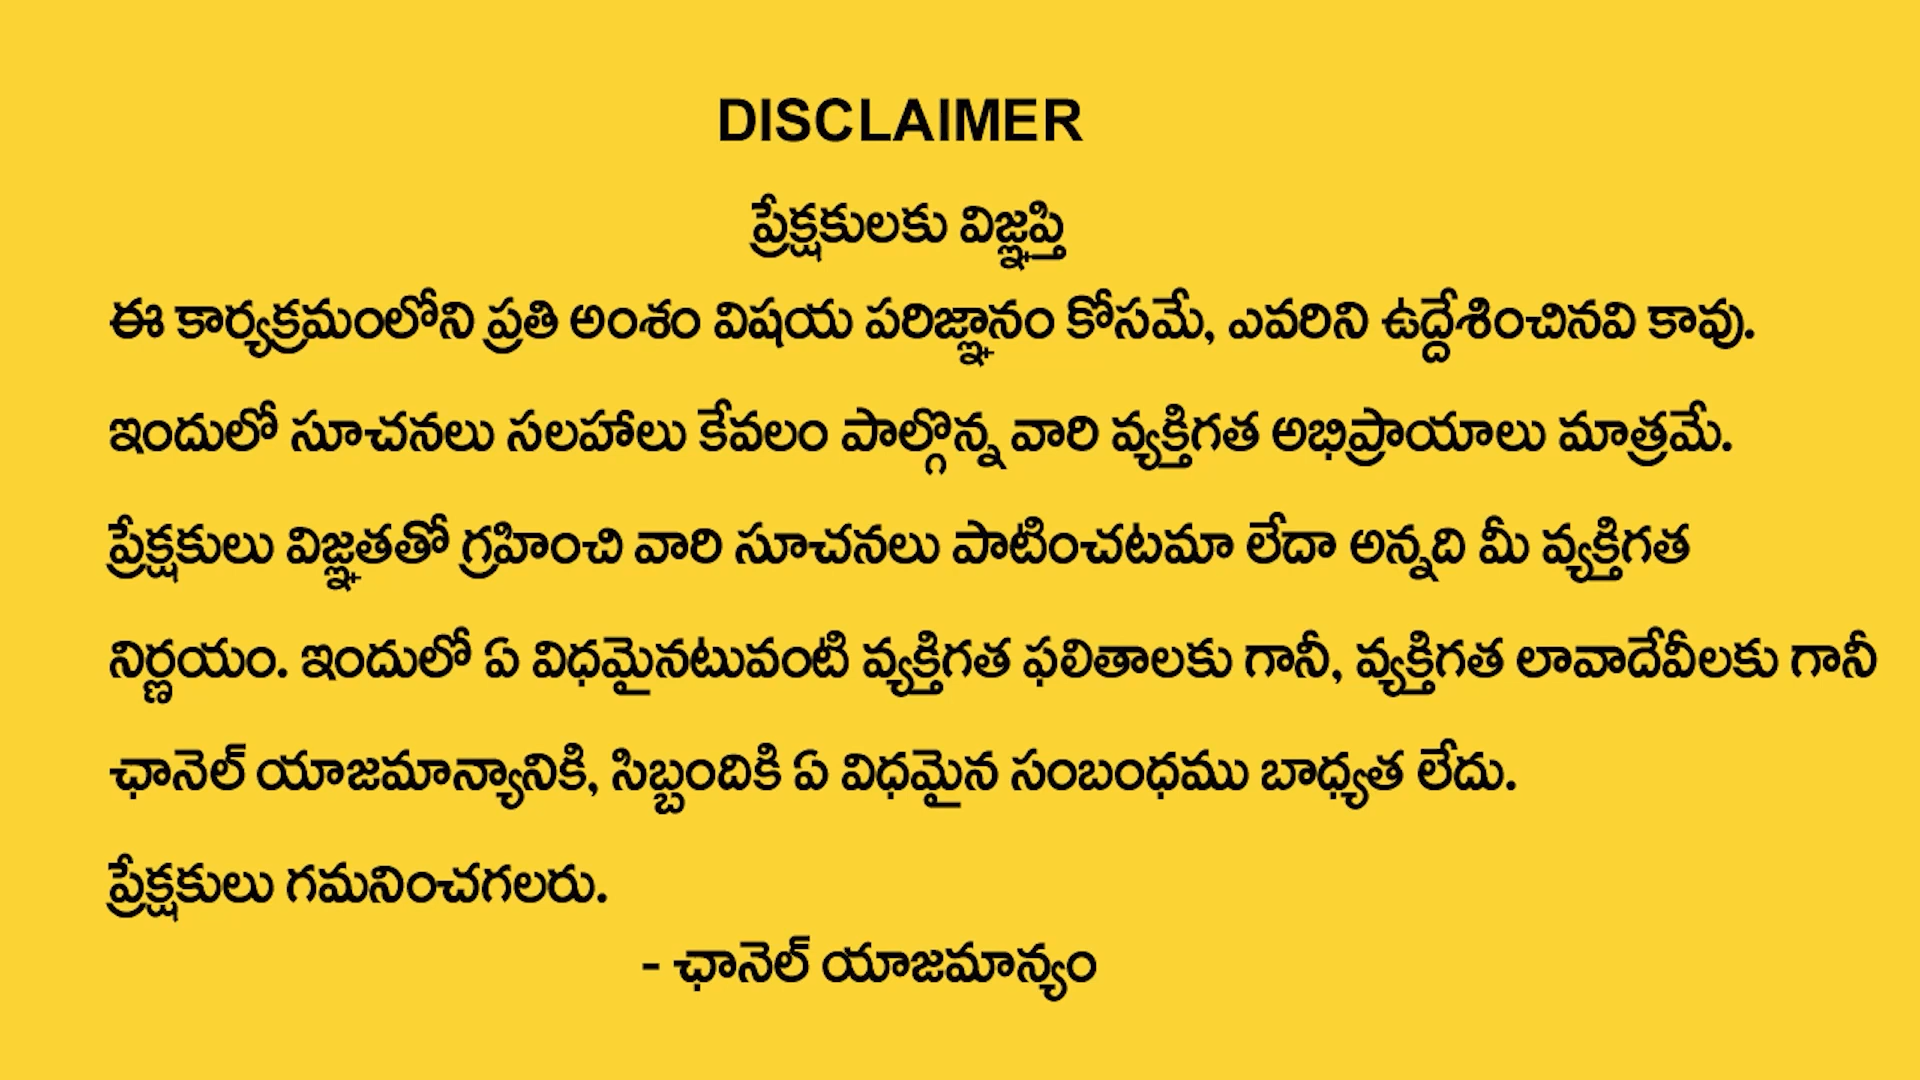 DISCLAIMER
ప్రేక్షకులకు విజ్ఞప్తి
ఈ కార్యక్రమంలోని ప్రతి అంశం విషయ పరిజ్ఞానం కోసమే, ఎవరిని ఉద్దేశించినవి కావు.
ఇందులో సూచనలు సలహాలు కేవలం పాల్గొన్న వారి వ్యక్తిగత అభిప్రాయాలు మాత్రమే.
ప్రేక్షకులు విజ్ఞతతో గ్రహించి వారి సూచనలు పాటించటమా లేదా అన్నది మీ వ్యక్తిగత
నిర్ణయం. ఇందులో ఏ విధమైనటువంటి వ్యక్తిగత ఫలితాలకు గానీ, వ్యక్తిగత లావాదేవీలకు గానీ
ఛానెల్ యాజమాన్యానికి, సిబ్బందికి ఏ విధమైన సంబంధము బాధ్యత లేదు.
ప్రేక్షకులు గమనించగలరు.
- ఛానెల్ యాజమాన్యం